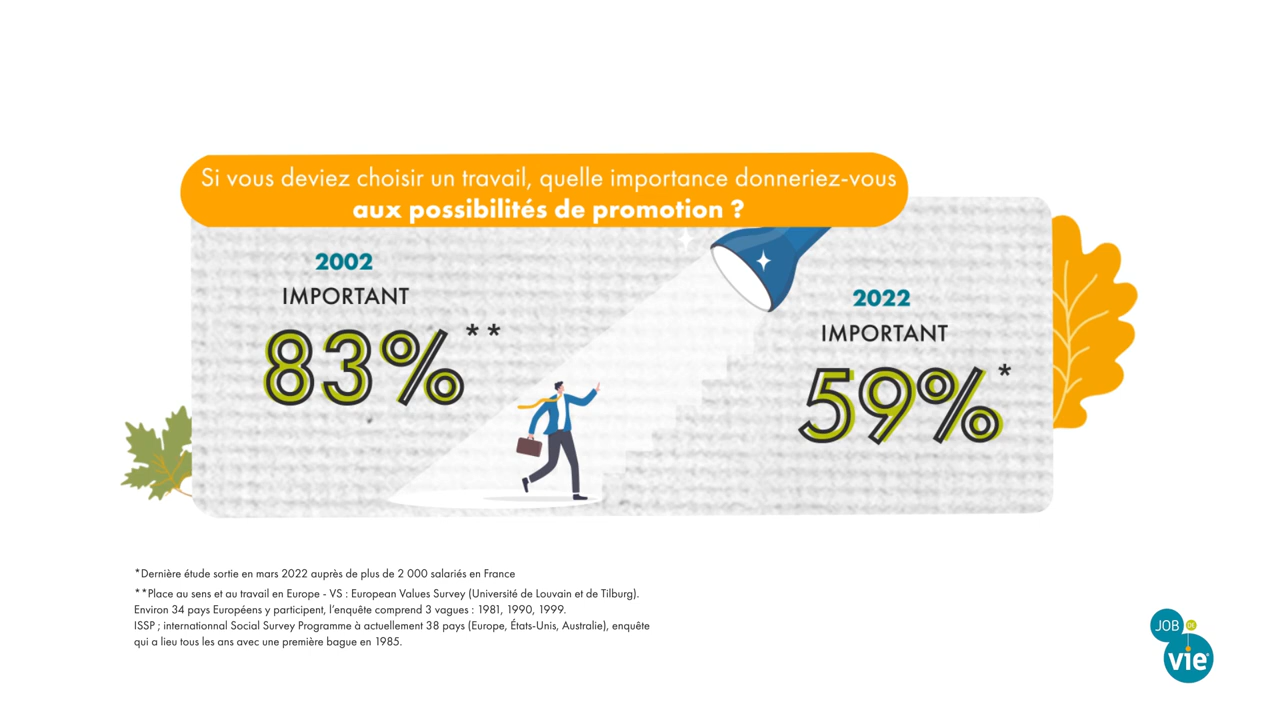 Si vous deviez choisir un travail, quelle importance donneriez-vous
aux possibilités de promotion ?
2002
IMPORTANT
83%**
2022
IMPORTANT
59%*
*Dernière étude sortie en mars 2022 auprès de plus de 2 000 salariés en France
**Place au sens et au travail en Europe - VS : European Values Survey (Université de Louvain et de Tilburg).
Environ 34 pays Européens y participent, l'enquête comprend 3 vagues : 1981, 1990, 1999.
ISSP ; internationnal Social Survey Programme à actuellement 38 pays (Europe, États-Unis, Australie), enquête
qui a lieu tous les ans avec une première bague en 1985.
JOB DE
vie